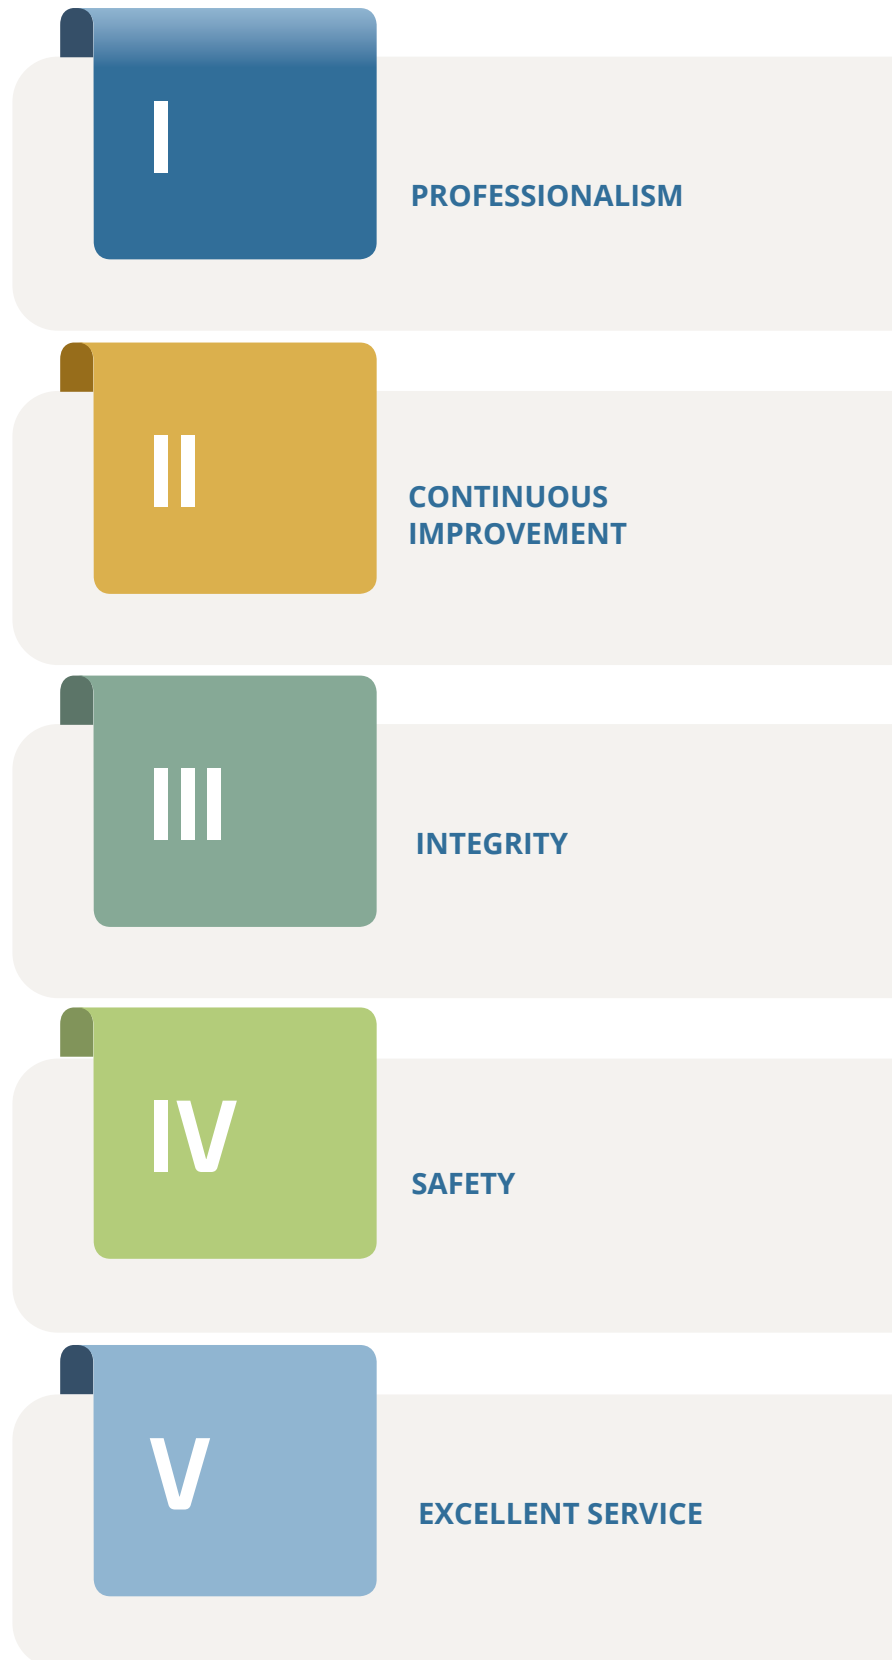 I
PROFESSIONALISM
II
CONTINUOUS
IMPROVEMENT
III
INTEGRITY
IV
SAFETY
V
EXCELLENT SERVICE